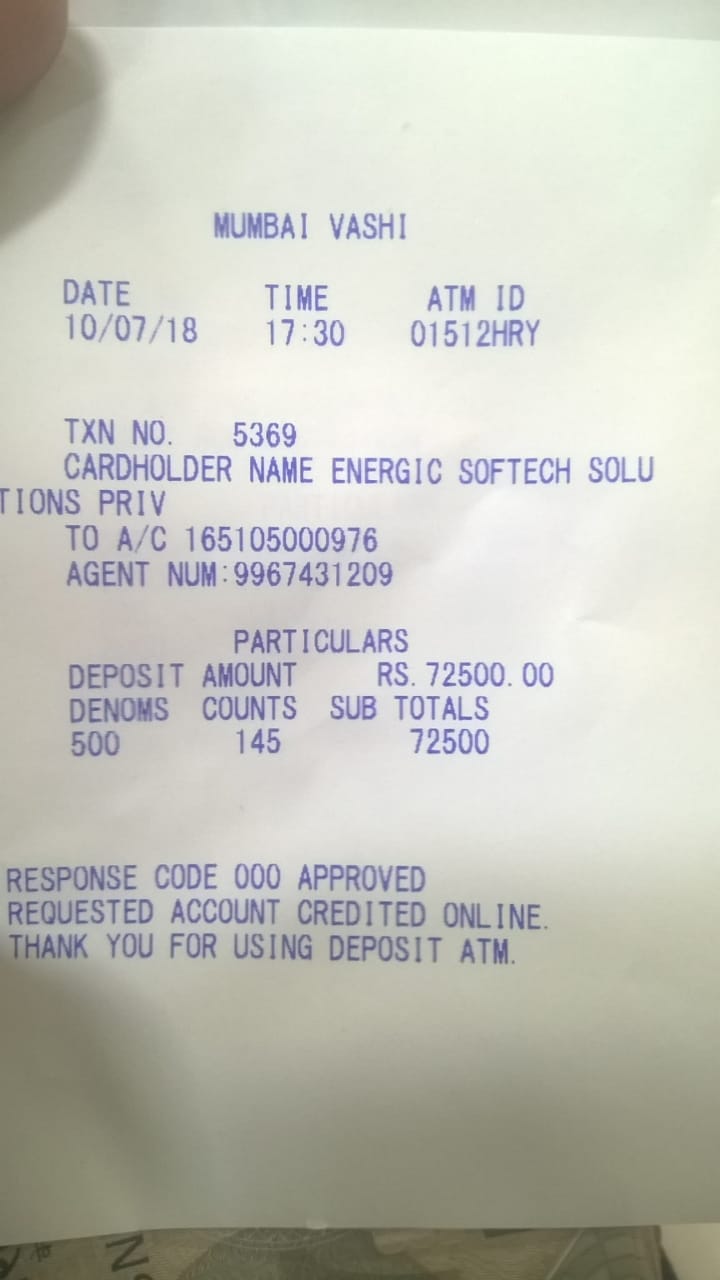 MUMBAI VASHI
DATE TIME ATM ID
10/07/18 17:30 01512HRY
TXN NO. 5369
CARDHOLDER NAME ENERGIC SOFTECH SOLU
TIONS PRIV
TO A/C 165105000976
AGENT NUM:9967431209
PARTICULARS
DEPOSIT AMOUNT RS.72500.00
DENOMS COUNTS SUB TOTALS
500 145 72500
RESPONSE CODE 000 APPROVED
REQUESTED ACCOUNT CREDITED ONLINE.
THANK YOU FOR USING DEPOSIT ATM.